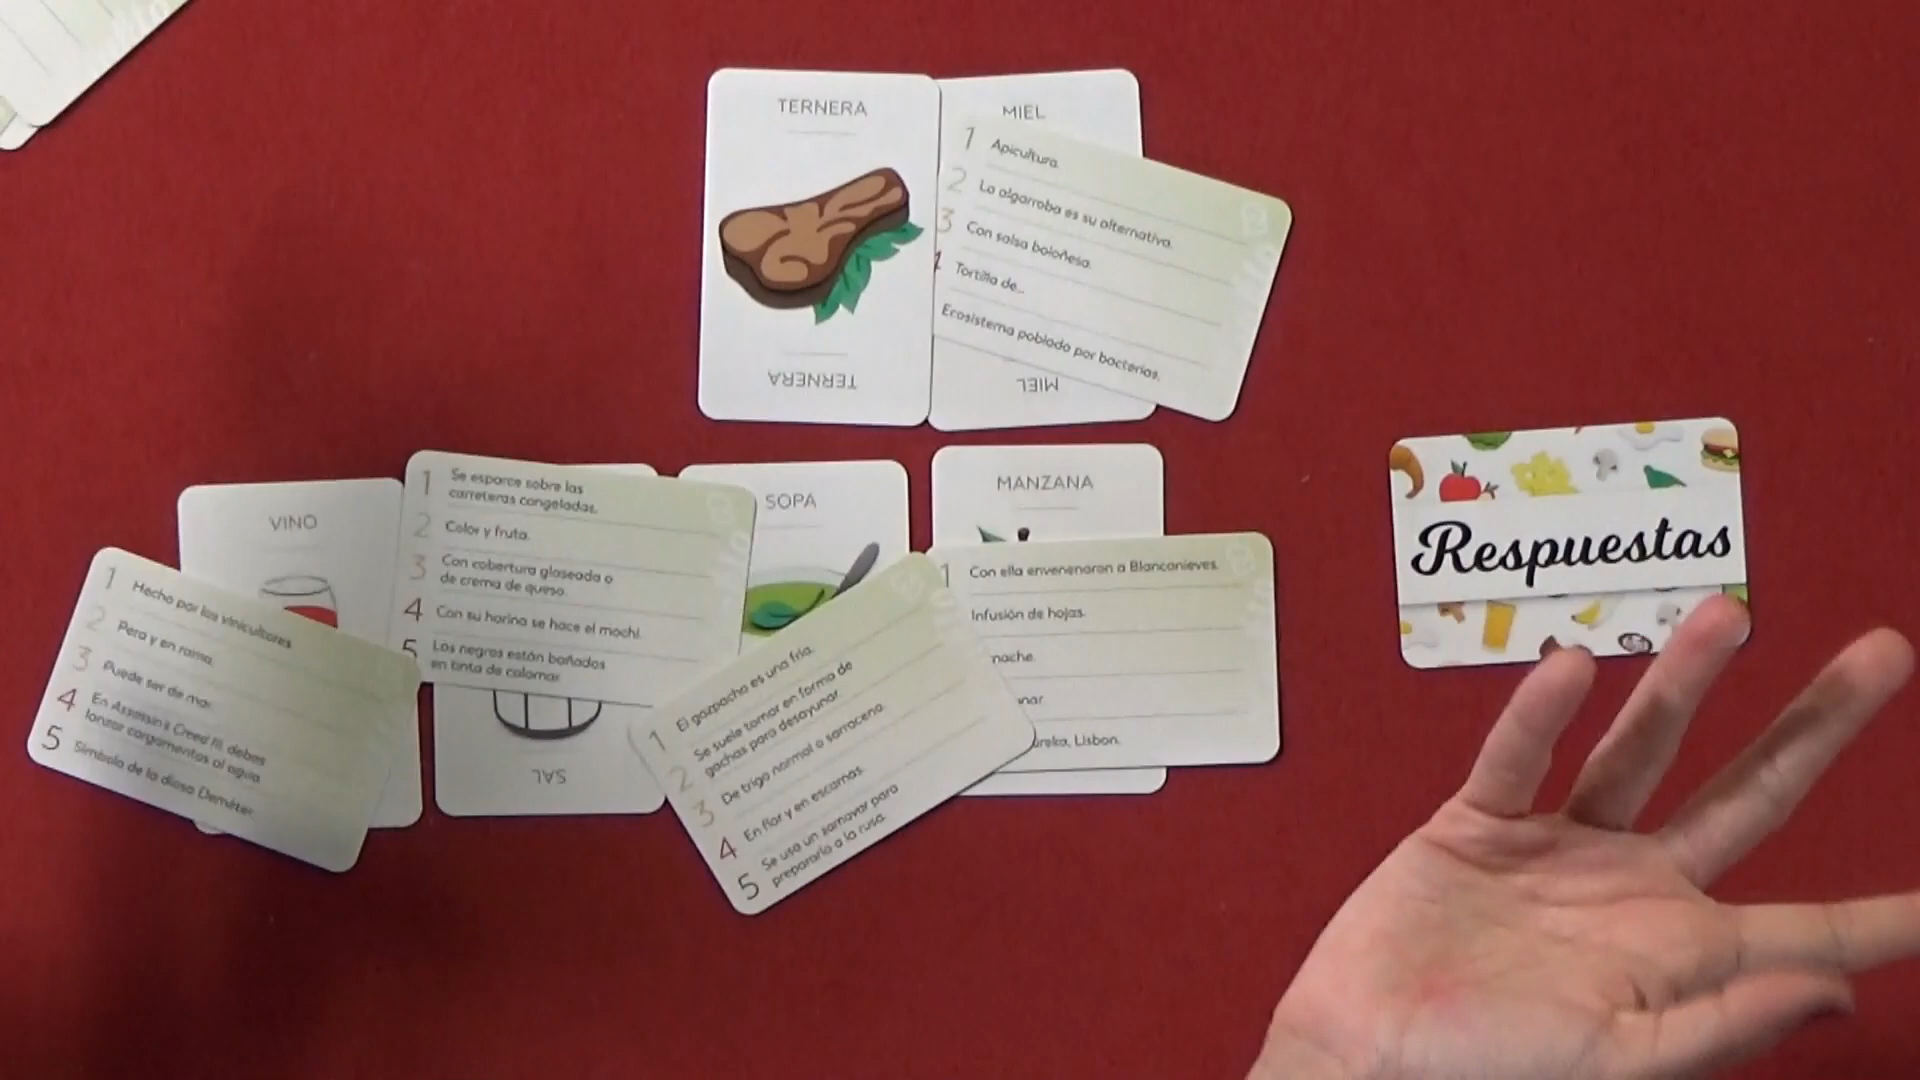 TERNERA
TERNERA
MIEL
1 Apicultura.
2 La algarroba es su alternativa.
3 Con salsa boloñesa.
Tortilla de...
Ecosistema poblado por bacterias.
MIEL
VINO
1 Hecho por los vinicultores
2 Pera y en rama.
3 Puede ser de mar
4 En Assassin's Creed III, debes
lanzar cargamentos al agua
5 Símbolo de la diosa Deméter
1 Se esparce sobre las
carreteras congeladas.
2 Color y fruta.
3 Con cobertura glaseada o
de crema de queso.
4 Con su harina se hace el mochi.
5 Los negros están bañados
en tinta de calamar.
SAL
SOPA
1 El gazpacho es una fría.
2 Se suele tomar en forma de
gachas para desayunar.
3 De trigo normal o sarraceno.
4 En flor y en escamas.
5 Se usa un samovar para
prepararlo a la rusa.
MANZANA
1 Con ella envenenaron a Blancanieves.
Infusión de hojas.
nache.
nar.
ureka, Lisbon.
Respuestas